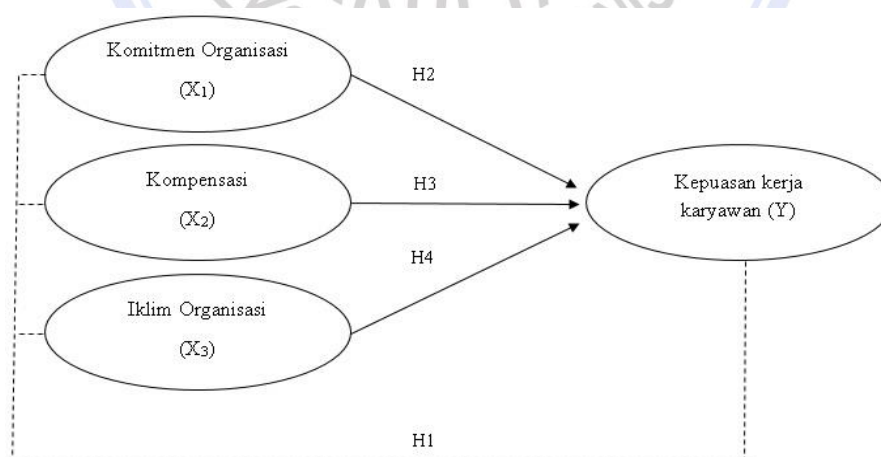 Komitmen Organisasi
(X1)
H2
Kompensasi
(X2)
H3
Kepuasan kerja
karyawan (Y)
H4
Iklim Organisasi
(X3)
H1